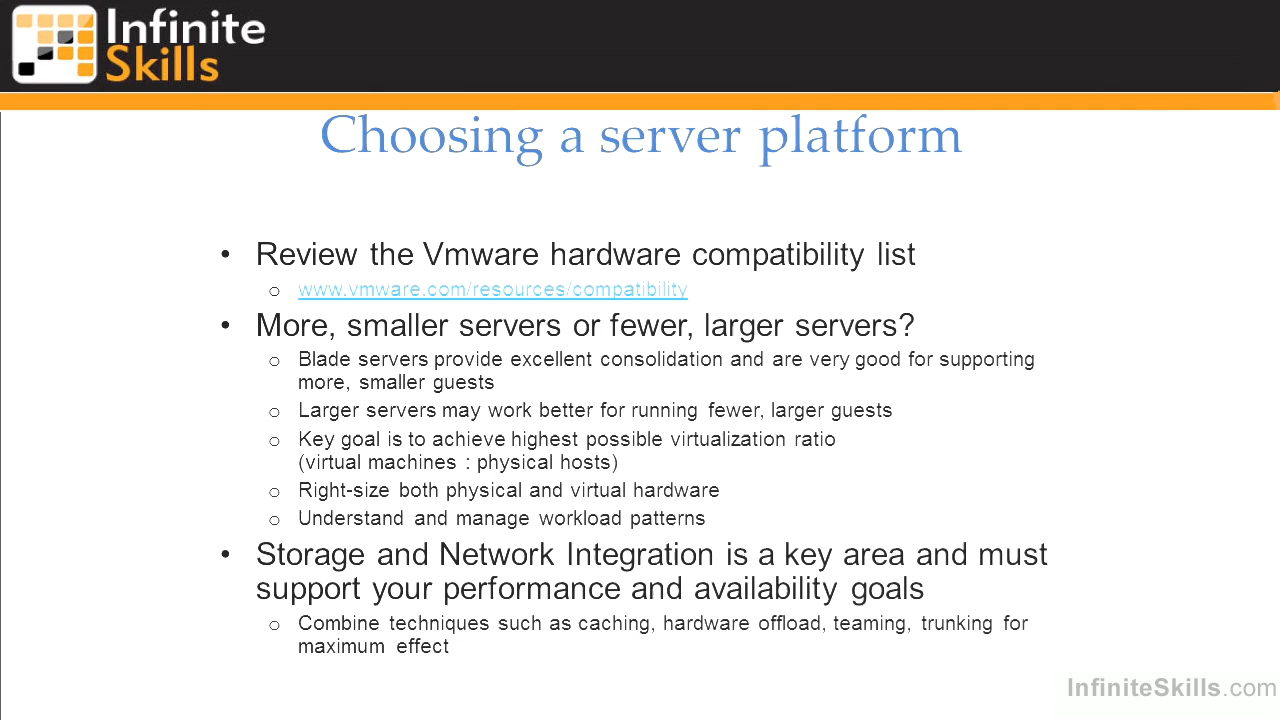 Infinite
Skills
Choosing a server platform
• Review the Vmware hardware compatibility list
o www.vmware.com/resources/compatibility
• More, smaller servers or fewer, larger servers?
o Blade servers provide excellent consolidation and are very good for supporting
more, smaller guests
o Larger servers may work better for running fewer, larger guests
o Key goal is to achieve highest possible virtualization ratio
(virtual machines : physical hosts)
o Right-size both physical and virtual hardware
o Understand and manage workload patterns
• Storage and Network Integration is a key area and must
support your performance and availability goals
o Combine techniques such as caching, hardware offload, teaming, trunking for
maximum effect
InfiniteSkills.com